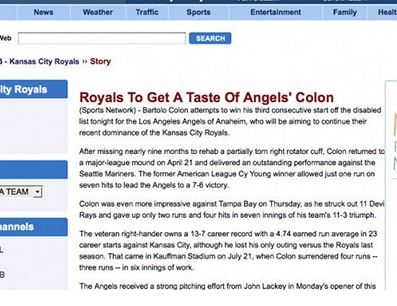 News Weather Traffic Sports Entertainment Family Healt
Web SEARCH
B - Kansas City Royals ›› Story
ity Royals
Royals To Get A Taste Of Angels' Colon
(Sports Network) - Bartolo Colon attempts to win his third consecutive start off the disabled
list tonight for the Los Angeles Angels of Anaheim, who will be aiming to continue their
recent dominance of the Kansas City Royals.
After missing nearly nine months to rehab a partially torn right rotator cuff, Colon returned to
a major-league mound on April 21 and delivered an outstanding performance against the
Seattle Mariners. The former American League Cy Young winner allowed just one run on
seven hits to lead the Angels to a 7-6 victory.
A TEAM
Colon was even more impressive against Tampa Bay on Thursday, as he struck out 11 Devi
Rays and gave up only two runs and four hits in seven innings of his team's 11-3 triumph.
hannels
The veteran right-hander owns a 13-7 career record with a 4.74 earned run average in 23
career starts against Kansas City, although he lost his only outing versus the Royals last
season. That came in Kauffman Stadium on July 21, when Colon surrendered four runs --
three runs -- in six innings of work.
L
B
The Angels received a strong pitching effort from John Lackey in Monday's opener of this